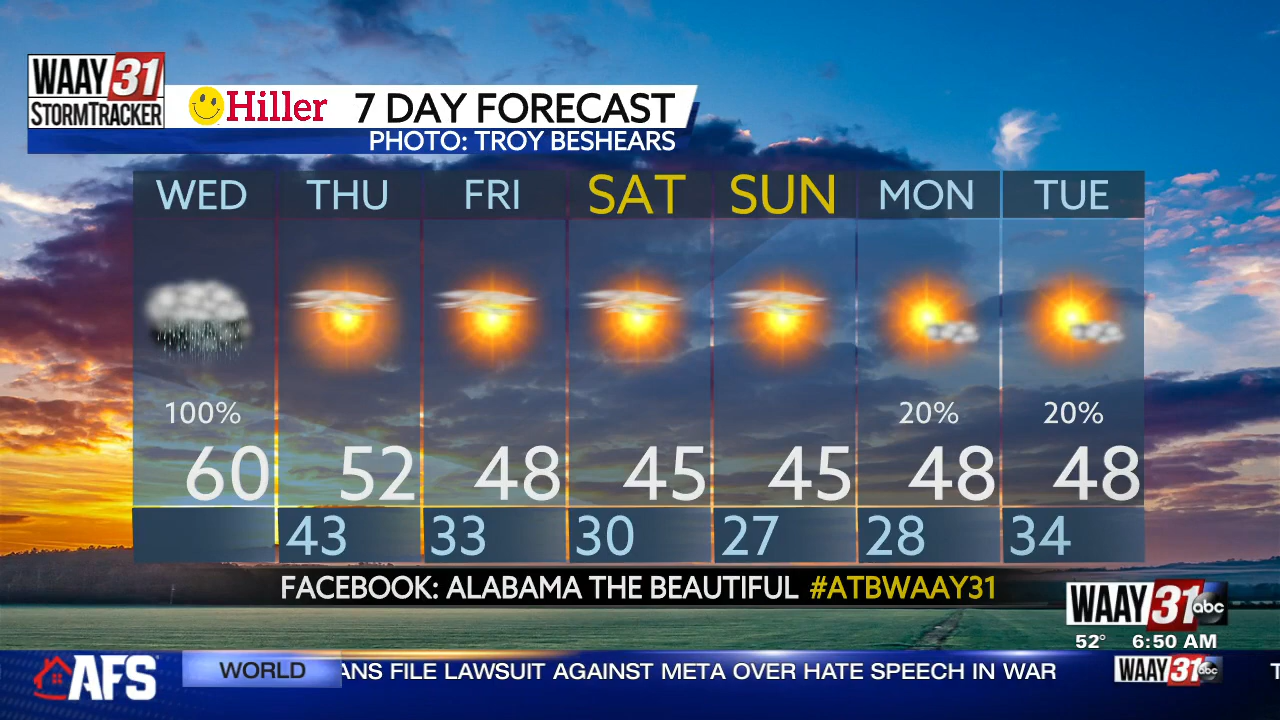 WAAY 31
STORMTRACKER
Hiller 7 DAY FORECAST
PHOTO: TROY BESHEARS
WED THU FRI SAT SUN MON TUE
100% 20% 20%
60 52 48 45 45 48 48
43 33 30 27 28 34
FACEBOOK: ALABAMA THE BEAUTIFUL #ATBWAAY31
WAAY 31 abc
52° 6:50 AM
AFS WORLD ANS FILE LAWSUIT AGAINST META OVER HATE SPEECH IN WAR WAAY 31 abc T